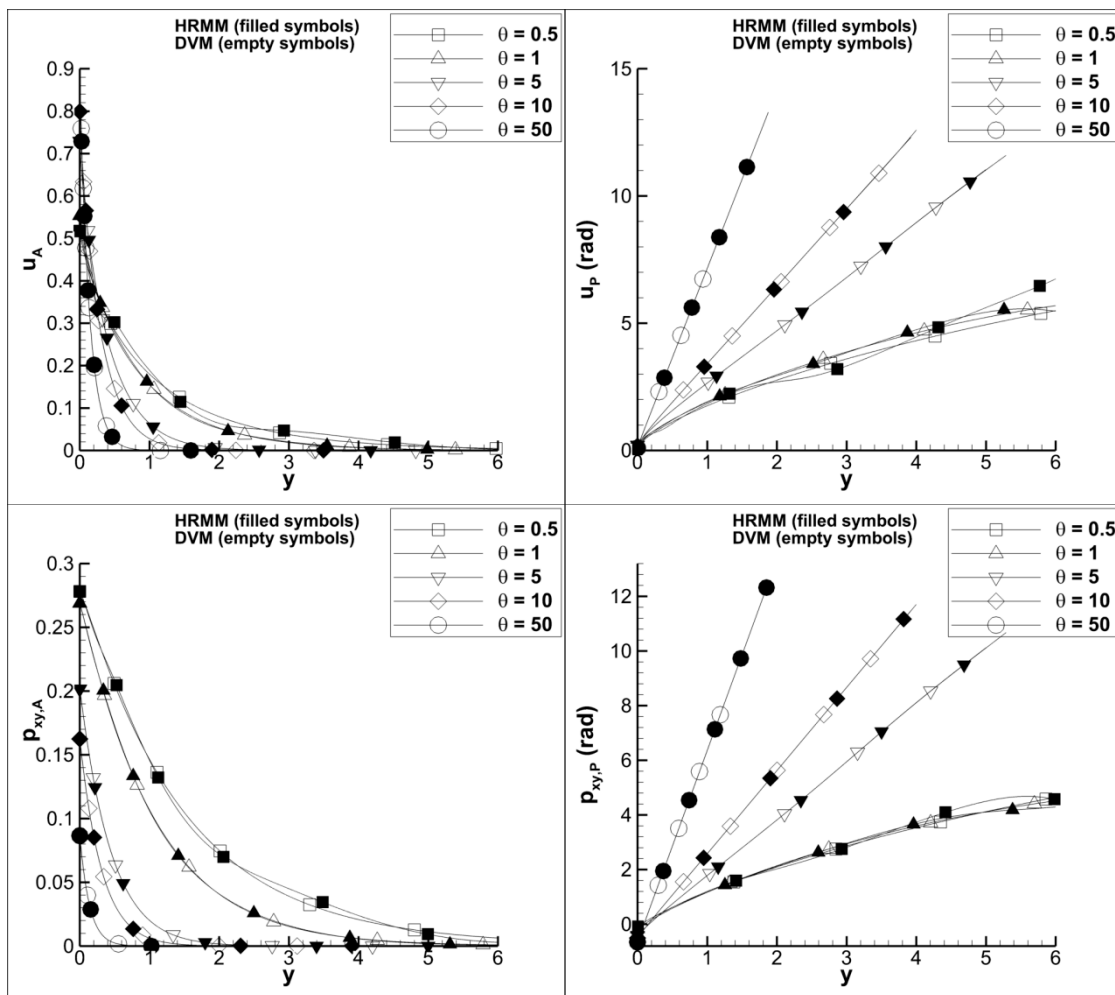 HRMM (filled symbols)
DVM (empty symbols)
θ = 0.5
θ = 1
θ = 5
θ = 10
θ = 50
0.9
0.8
0.7
0.6
0.5
0.4
0.3
0.2
0.1
0
u_A
0 1 2 3 4 5 6
y
HRMM (filled symbols)
DVM (empty symbols)
θ = 0.5
θ = 1
θ = 5
θ = 10
θ = 50
15
10
5
0
u_P (rad)
0 1 2 3 4 5 6
y
HRMM (filled symbols)
DVM (empty symbols)
θ = 0.5
θ = 1
θ = 5
θ = 10
θ = 50
0.3
0.25
0.2
0.15
0.1
0.05
0
p_xy,A
0 1 2 3 4 5 6
y
HRMM (filled symbols)
DVM (empty symbols)
θ = 0.5
θ = 1
θ = 5
θ = 10
θ = 50
12
10
8
6
4
2
0
p_xy,P (rad)
0 1 2 3 4 5 6
y